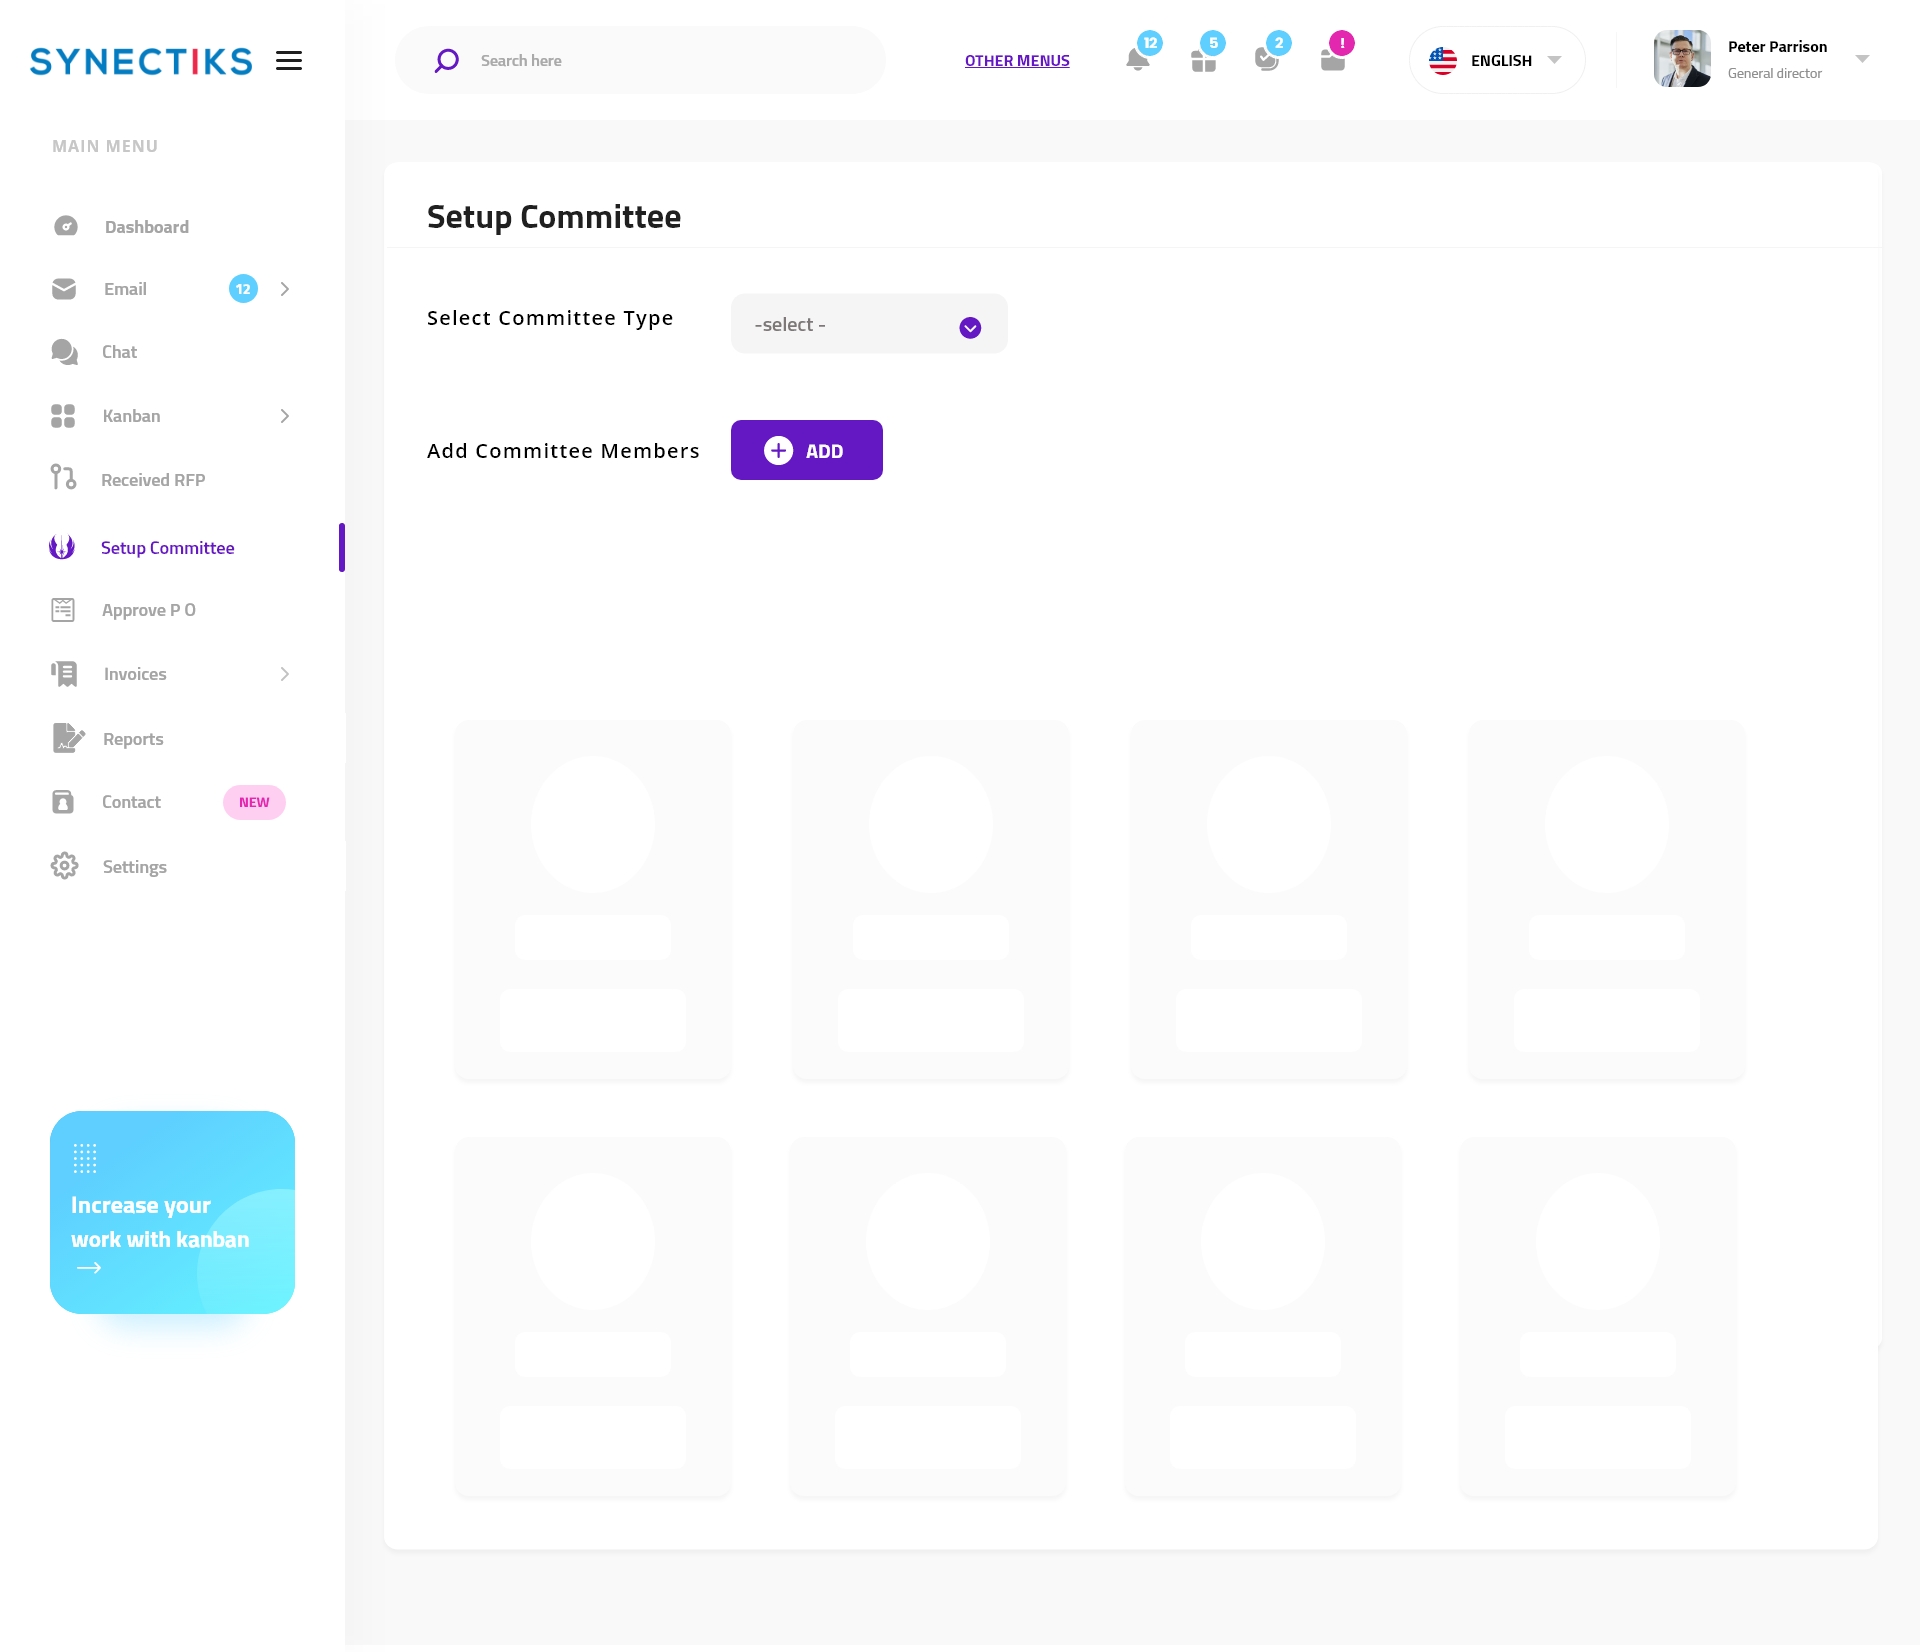 SYNECTIKS
Search here
OTHER MENUS
12
5
2
!
ENGLISH
Peter Parrison
General director
MAIN MENU
Dashboard
Email
12
Chat
Kanban
Received RFP
Setup Committee
Approve P O
Invoices
Reports
Contact
NEW
Settings
Increase your
work with kanban
Setup Committee
Select Committee Type
-select -
Add Committee Members
ADD